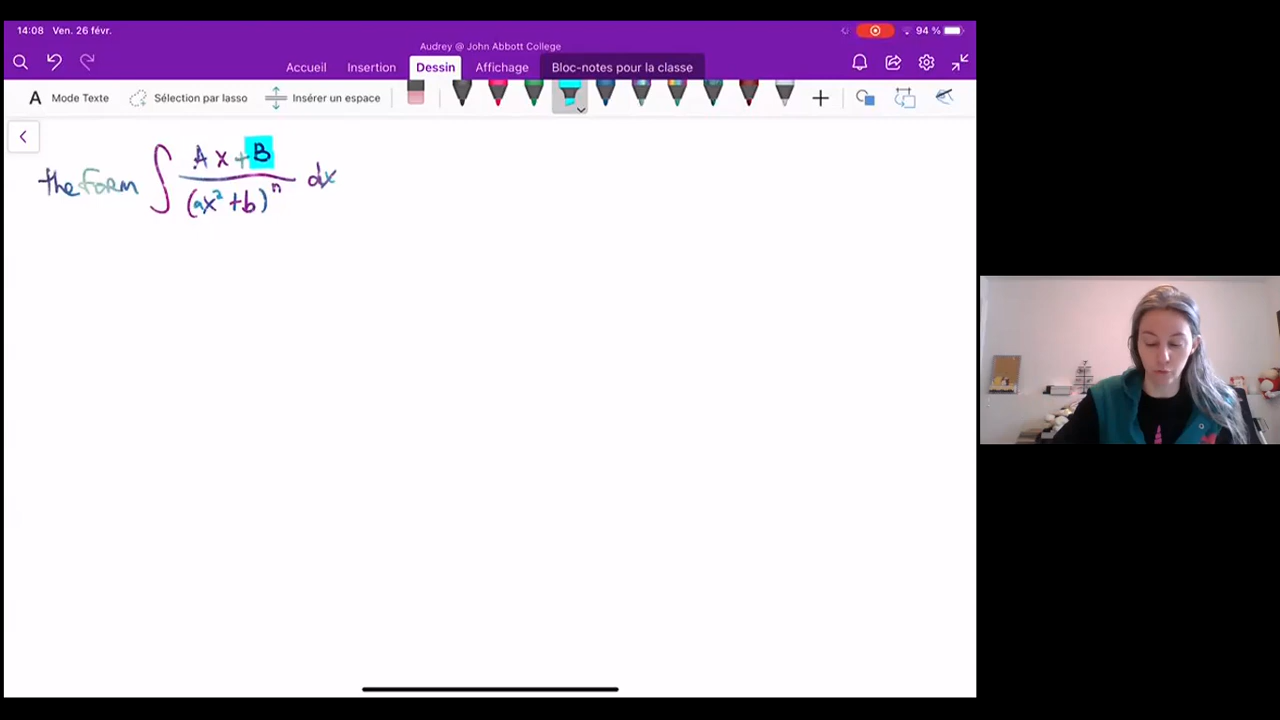 14:08 Ven. 26 févr. 94 %
Audrey @ John Abbott College
Accueil Insertion Dessin Affichage Bloc-notes pour la classe
A Mode Texte Sélection par lasso Insérer un espace
the form ∫ (Ax + B)/(ax² + b)ⁿ dx